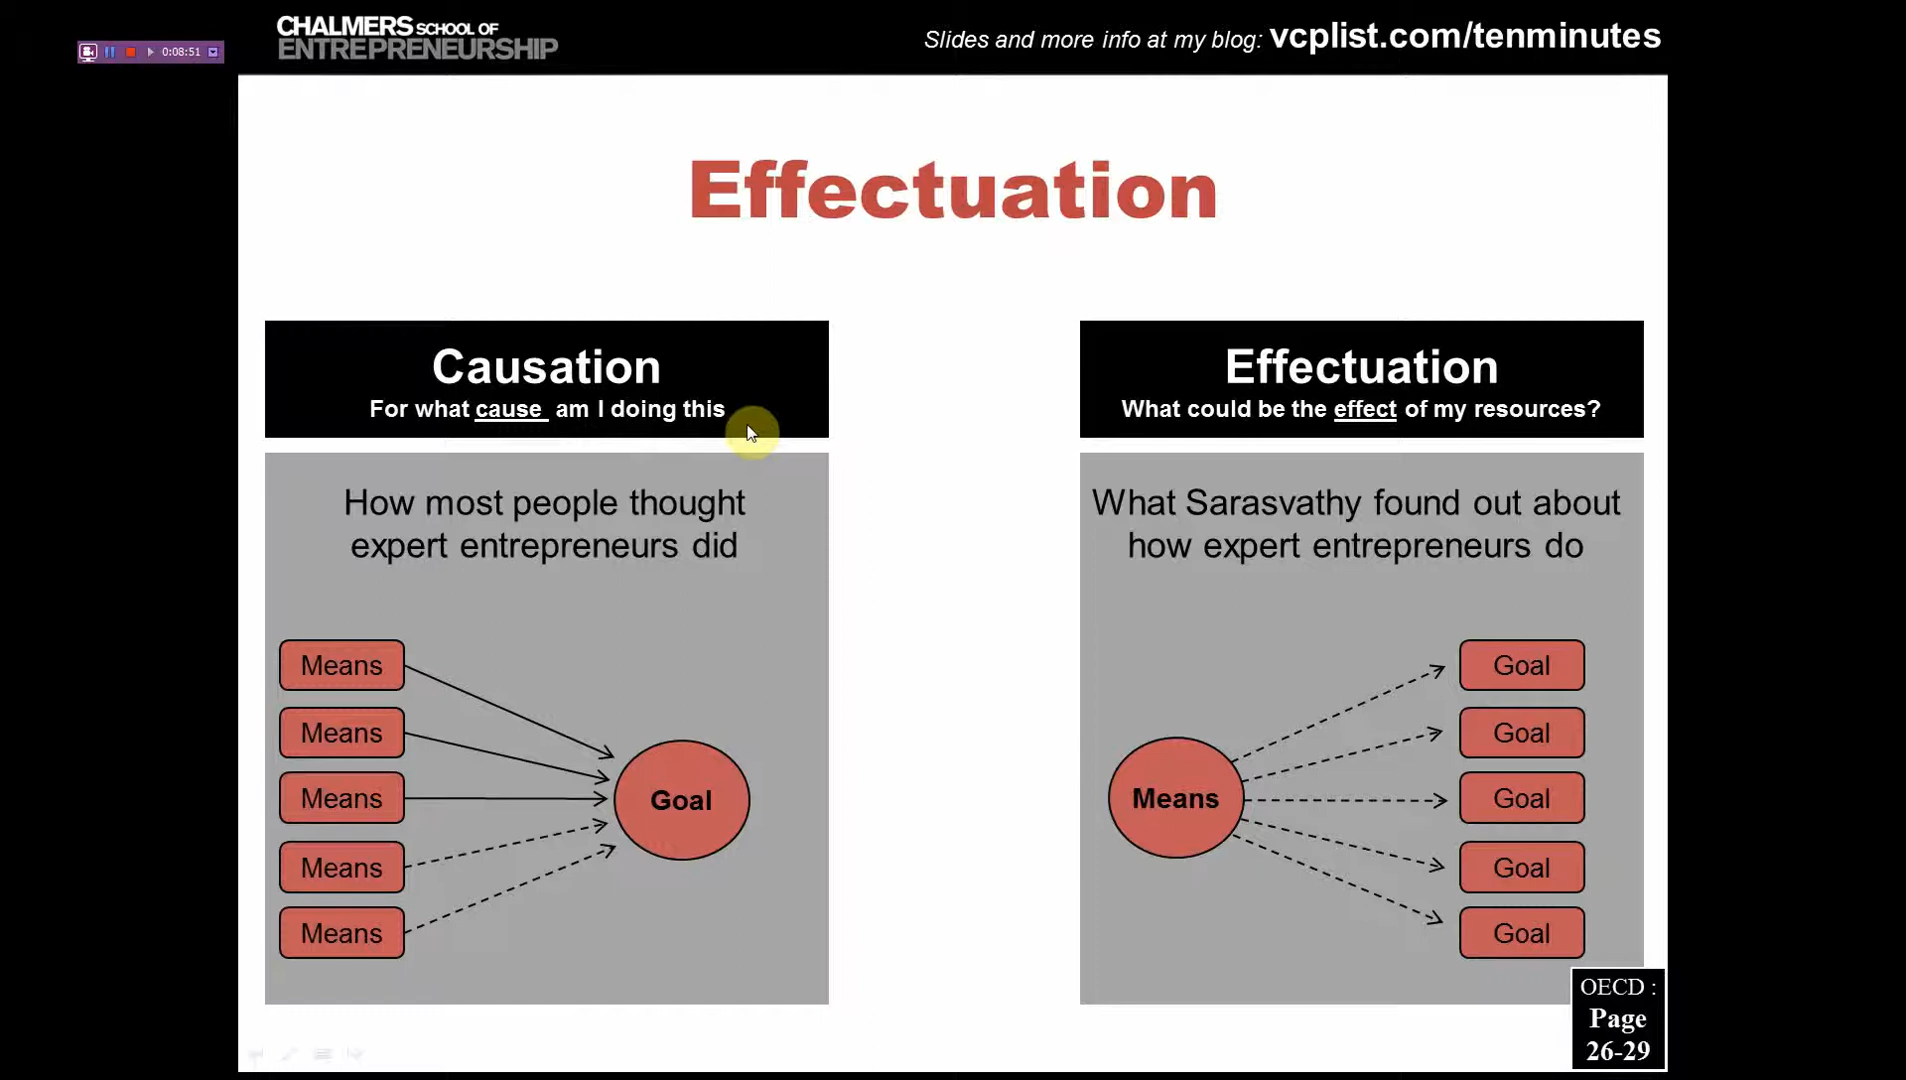 0:08:51
CHALMERS SCHOOL OF
ENTREPRENEURSHIP
Slides and more info at my blog: vcplist.com/tenminutes
Effectuation
Causation
For what cause am I doing this
How most people thought
expert entrepreneurs did
Means
Means
Means
Means
Means
Goal
Effectuation
What could be the effect of my resources?
What Sarasvathy found out about
how expert entrepreneurs do
Means
Goal
Goal
Goal
Goal
Goal
OECD :
Page
26-29